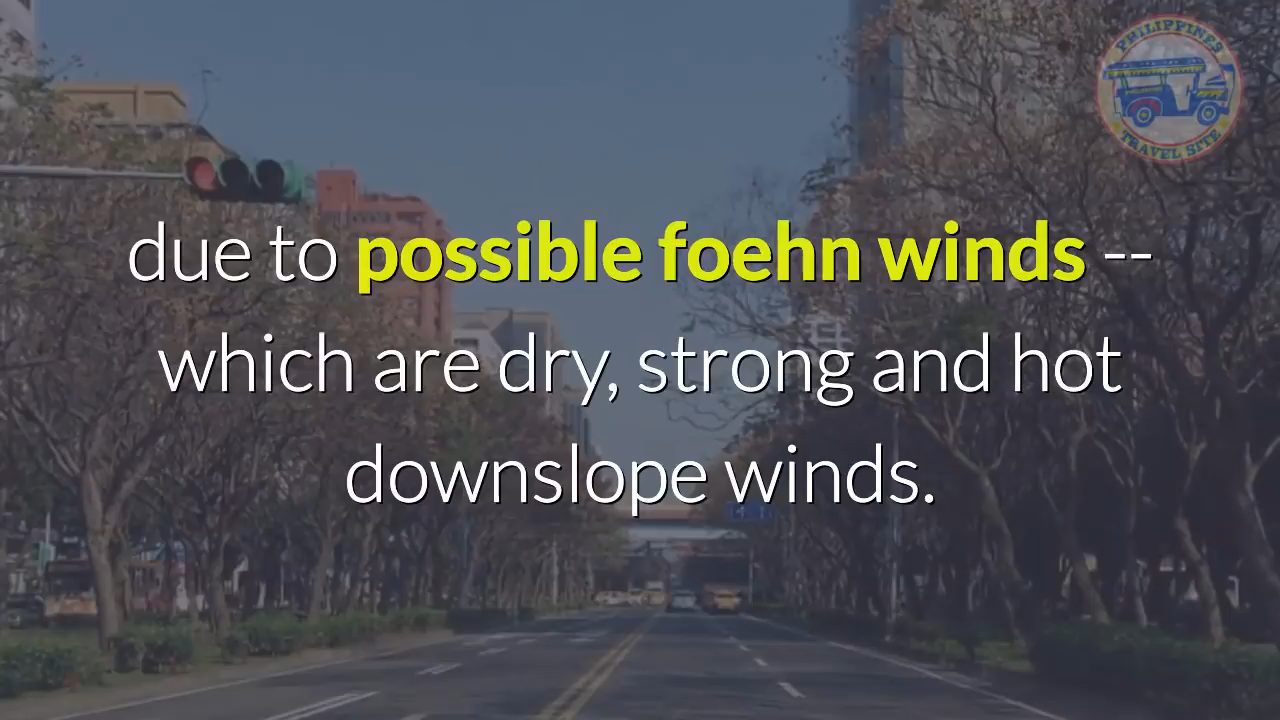 PHILIPPINES
TRAVEL SITE
due to possible foehn winds --
which are dry, strong and hot
downslope winds.